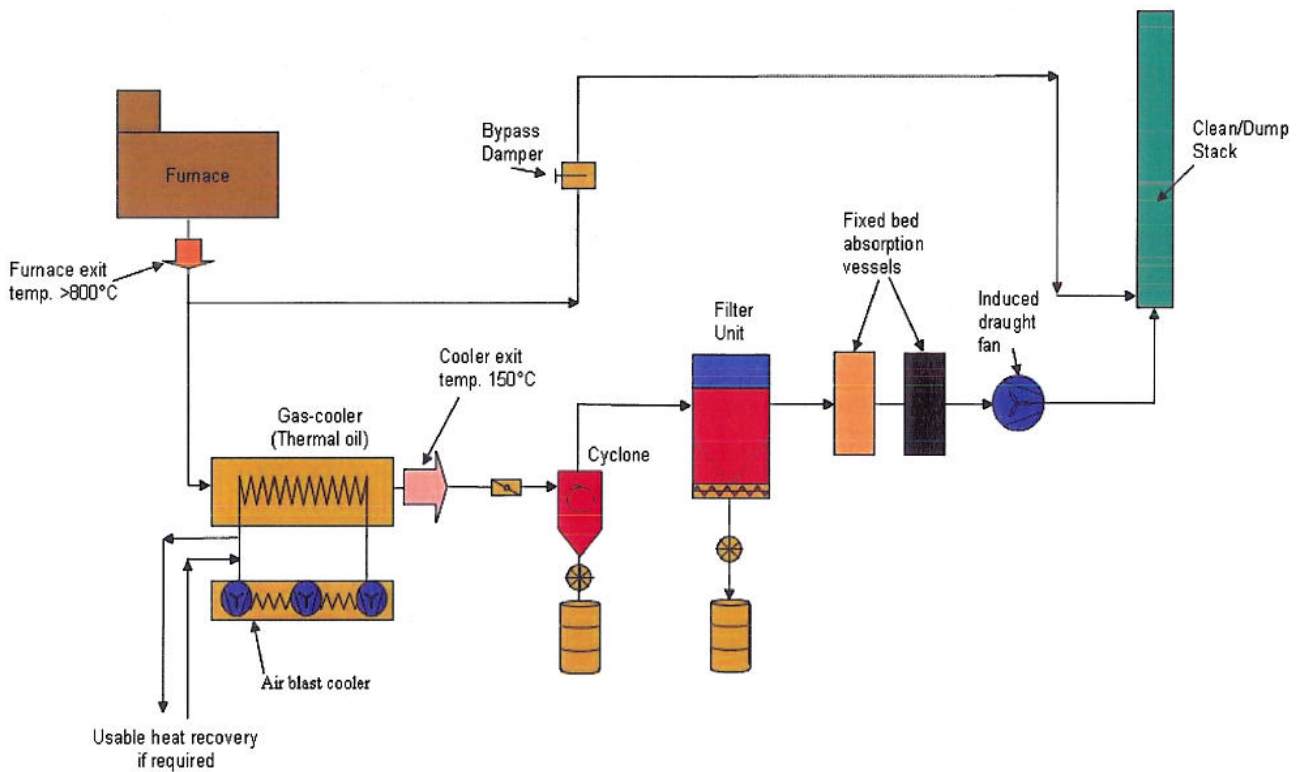 Bypass
Damper
Clean/Dump
Stack
Furnace
Fixed bed
absorption
vessels
Furnace exit
temp. >800°C
Induced
draught
fan
Filter
Unit
Cooler exit
temp. 150°C
Gas-cooler
(Thermal oil)
Cyclone
Air blast cooler
Usable heat recovery
if required